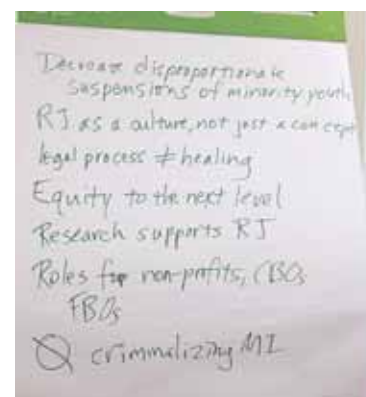 Decrease disproportionate
suspensions of minority youth
RJ as a culture, not just a concept
legal process ≠ healing
Equity to the next level
Research supports RJ
Roles for non-profits, CBOs
FBOs
criminalizing MI